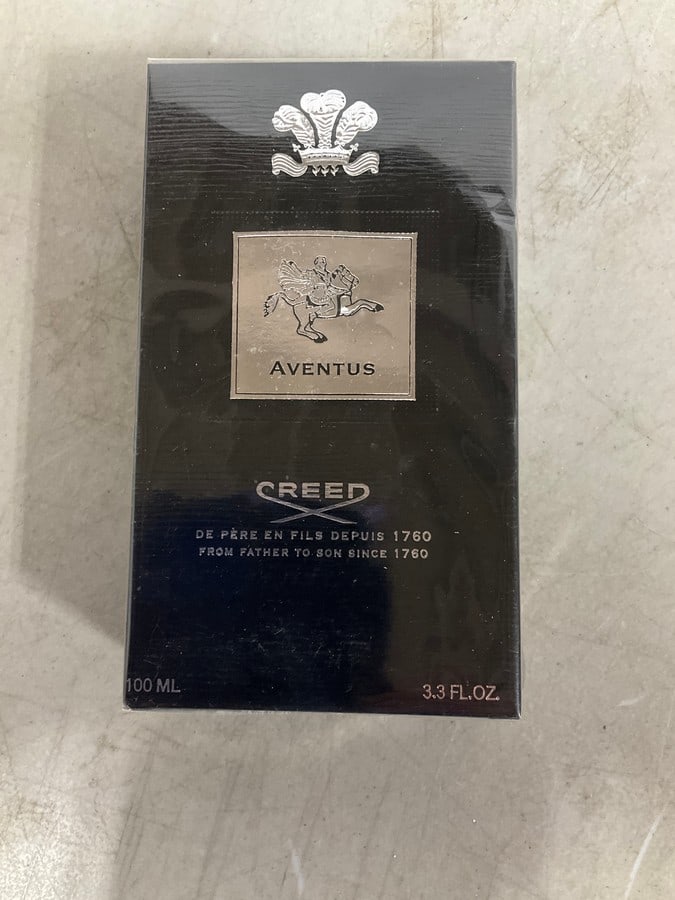 AVENTUS
CREED
DE PÈRE EN FILS DEPUIS 1760
FROM FATHER TO SON SINCE 1760
100 ML
3.3 FL.OZ.